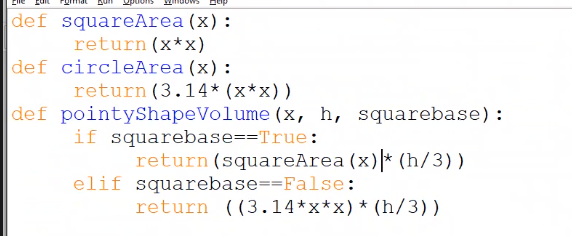 File Edit Format Run Options Windows Help
def squareArea(x):
    return(x*x)
def circleArea(x):
    return(3.14*(x*x))
def pointyShapeVolume(x, h, squarebase):
    if squarebase==True:
        return(squareArea(x)*(h/3))
    elif squarebase==False:
        return ((3.14*x*x)*(h/3))